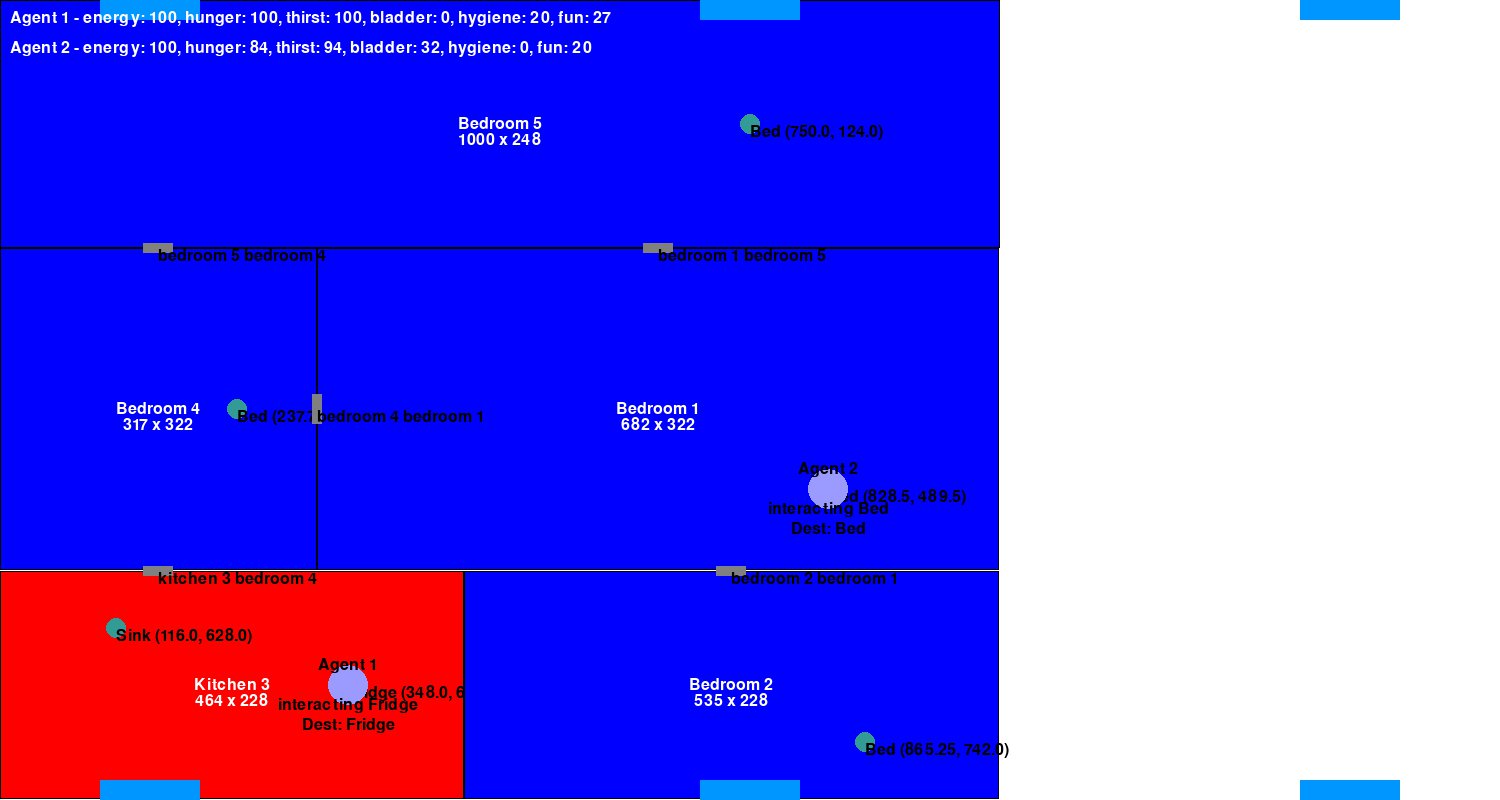 Agent 1 - energy: 100, hunger: 100, thirst: 100, bladder: 0, hygiene: 20, fun: 27
Agent 2 - energy: 100, hunger: 84, thirst: 94, bladder: 32, hygiene: 0, fun: 20
Bedroom 5
1000 x 248
Bed (750.0, 124.0)
bedroom 5 bedroom 4
bedroom 1 bedroom 5
Bedroom 4
317 x 322
Bed (237.
bedroom 4 bedroom 1
Bedroom 1
682 x 322
Agent 2
(828.5, 489.5)
interacting Bed
Dest: Bed
kitchen 3 bedroom 4
bedroom 2 bedroom 1
Sink (116.0, 628.0)
Kitchen 3
464 x 228
Agent 1
(348.0, 6
interacting Fridge
Dest: Fridge
Bedroom 2
535 x 228
Bed (865.25, 742.0)